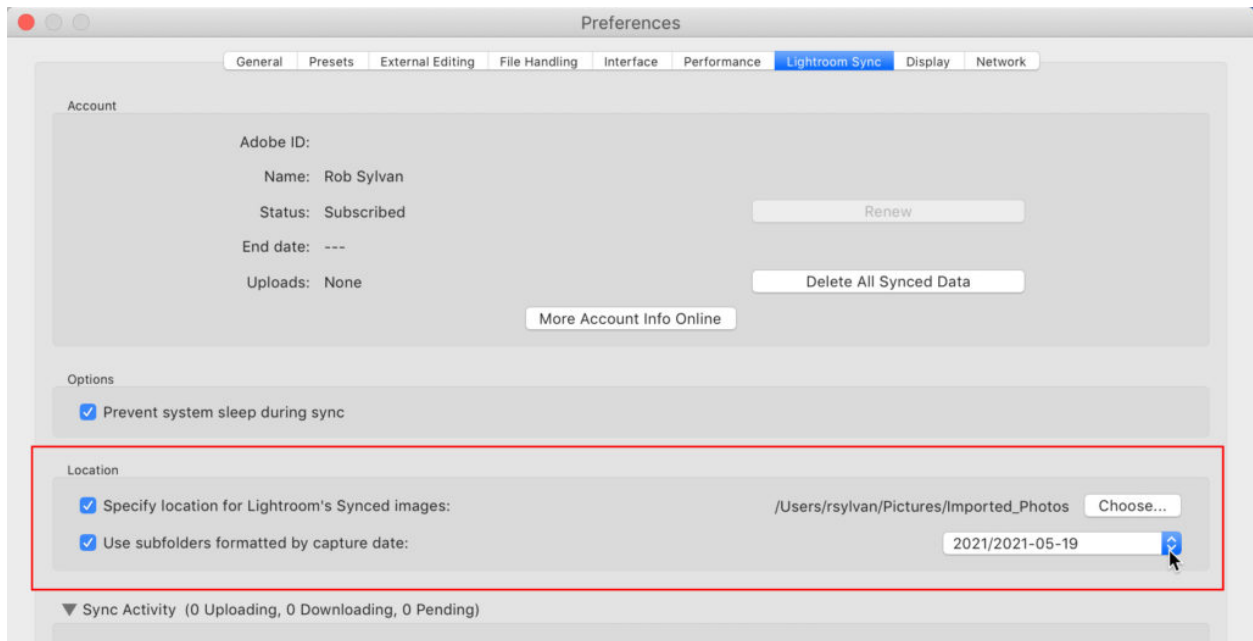 Preferences
General Presets External Editing File Handling Interface Performance Lightroom Sync Display Network
Account
Adobe ID:
Name: Rob Sylvan
Status: Subscribed
Renew
End date: ---
Uploads: None
Delete All Synced Data
More Account Info Online
Options
Prevent system sleep during sync
Location
Specify location for Lightroom's Synced images: /Users/rsylvan/Pictures/Imported_Photos Choose...
Use subfolders formatted by capture date: 2021/2021-05-19
Sync Activity (0 Uploading, 0 Downloading, 0 Pending)